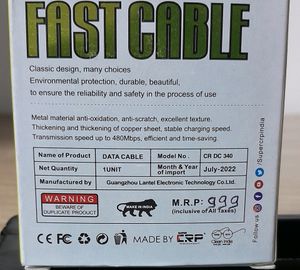 FAST CABLE
Classic design, many choices
Environmental protection, durable, beautiful,
to ensure the reliability and safety in the process of use
Metal material anti-oxidation, anti-scratch, excellent texture.
Thickening and thickening of copper sheet, stable charging speed.
Transmission speed up to 480Mbps, efficient and time-saving.
Name of Product: DATA CABLE Model No. CR DC 340
Net Quantity 1UNIT Month & Year of import July-2022
Manufactured by Guangzhou Lantel Electronic Technology Co.Ltd.
WARNING
BEWARE OF
DUPLICATE PRODUCT
MAKE IN INDIA
M.R.P: 999
(inclusive of All Taxes)
CE MADE BY ERP Clean India
Follow us
/Supercrpindia